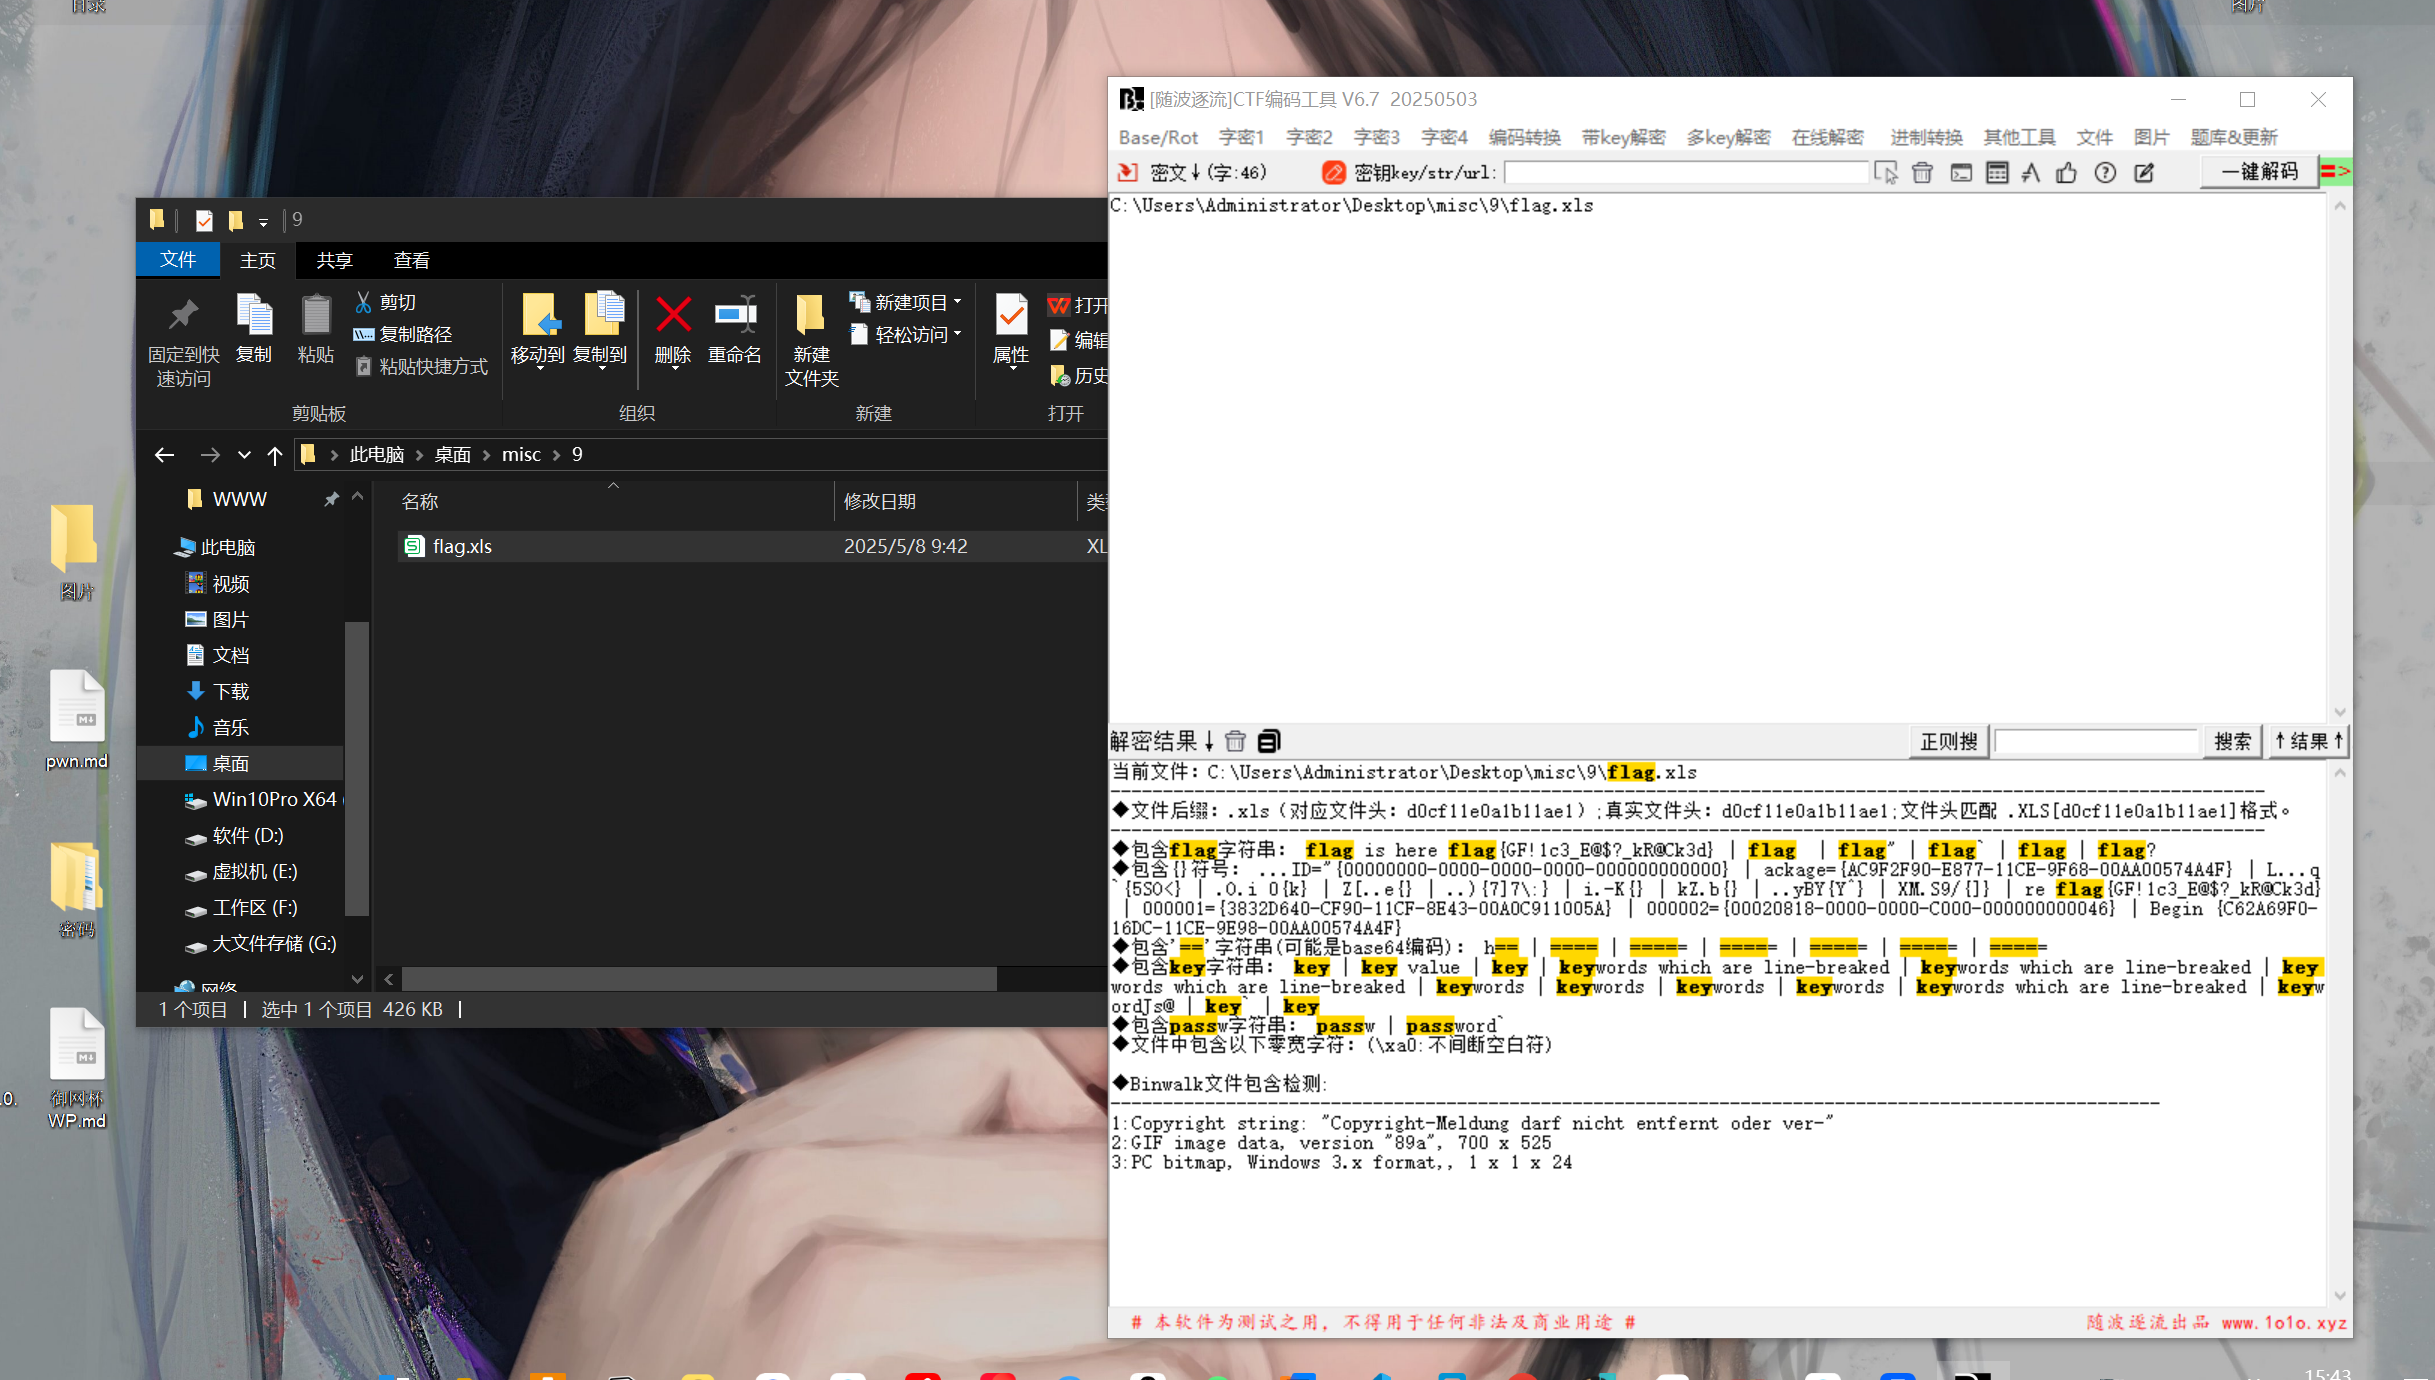 目录
图片
图片
pwn.md
密码
.0.
御网杯
WP.md
9
文件
主页
共享
查看
固定到快
速访问
复制
粘贴
剪切
复制路径
粘贴快捷方式
剪贴板
移动到
复制到
删除
重命名
组织
新建
文件夹
新建项目
轻松访问
新建
属性
打开
编辑
历史
打开
此电脑
桌面
misc
9
WWW
此电脑
视频
图片
文档
下载
音乐
桌面
Win10Pro X64 (
软件 (D:)
虚拟机 (E:)
工作区 (F:)
大文件存储 (G:)
网络
名称
修改日期
类
flag.xls
2025/5/8 9:42
XL
1 个项目
选中 1 个项目 426 KB
[随波逐流]CTF编码工具 V6.7 20250503
Base/Rot 字密1 字密2 字密3 字密4 编码转换 带key解密 多key解密 在线解密 进制转换 其他工具 文件 图片 题库&更新
密文↓(字:46)
密钥key/str/url:
一键解码
=>
C:\Users\Administrator\Desktop\misc\9\flag.xls
解密结果↓
正则搜
搜索
↑结果↑
当前文件: C:\Users\Administrator\Desktop\misc\9\flag.xls
◆文件后缀: .xls (对应文件头: d0cf11e0a1b11ae1) ;真实文件头: d0cf11e0a1b11ae1;文件头匹配 .XLS[d0cf11e0a1b11ae1]格式。
◆包含flag字符串: flag is here flag{GF!1c3_E@$?_kR@Ck3d} | flag | flag" | flag` | flag | flag?
◆包含{}符号: ...ID="{00000000-0000-0000-0000-000000000000} | ackage={AC9F2F90-E877-11CE-9F68-00AA00574A4F} | L...q
`{5SO<} | .O.i 0{k} | Z[..e{} | ..){7]7\:} | i.-K{} | kZ.b{} | ..yBY{Y^} | XM.S9/{]} | re flag{GF!1c3_E@$?_kR@Ck3d}
| 000001={3832D640-CF90-11CF-8E43-00A0C911005A} | 000002={00020818-0000-0000-C000-000000000046} | Begin {C62A69F0-
16DC-11CE-9E98-00AA00574A4F}
◆包含'=='字符串(可能是base64编码): h== | ==== | ===== | ===== | ===== | ===== | =====
◆包含key字符串: key | key value | key | keywords which are line-breaked | keywords which are line-breaked | key
words which are line-breaked | keywords | keywords | keywords | keywords | keywords which are line-breaked | keyw
ordJs@ | key` | key
◆包含passw字符串: passw | password`
◆文件中包含以下零宽字符: (\xa0:不间断空白符)
◆Binwalk文件包含检测:
1:Copyright string: "Copyright-Meldung darf nicht entfernt oder ver-"
2:GIF image data, version "89a", 700 x 525
3:PC bitmap, Windows 3.x format,, 1 x 1 x 24
# 本软件为测试之用, 不得用于任何非法及商业用途 #
随波逐流出品 www.1o1o.xyz
15:43